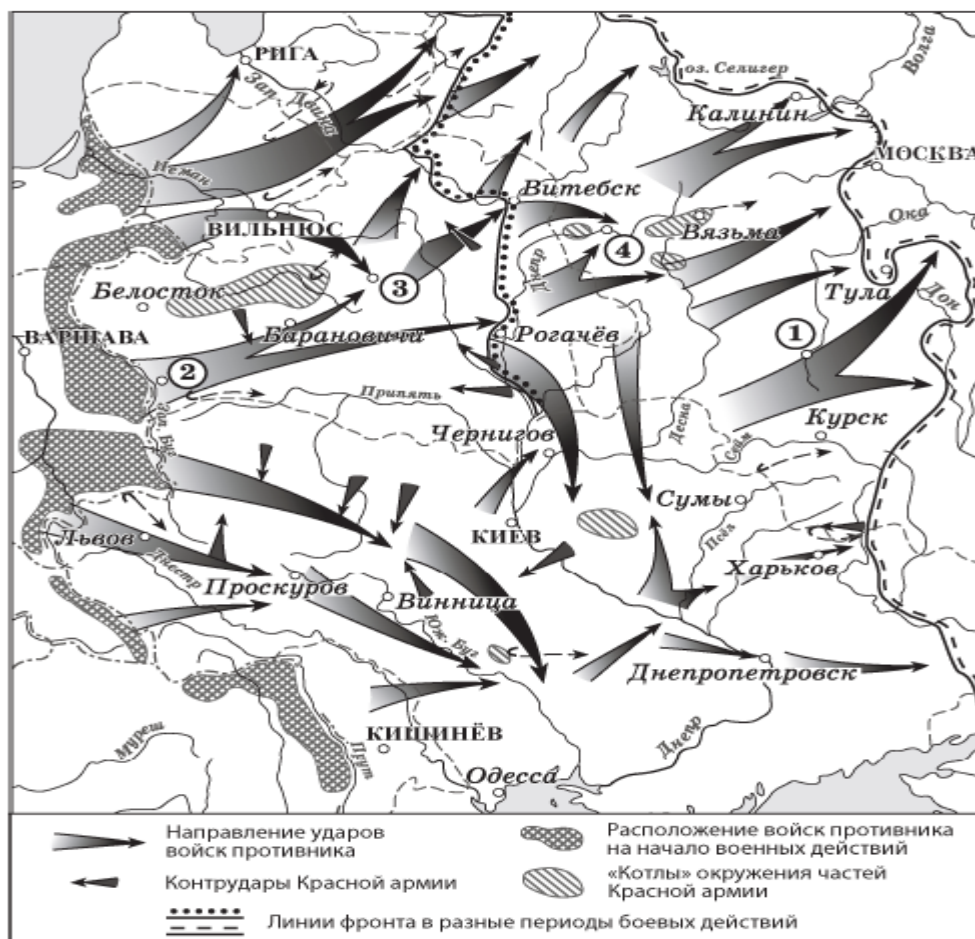 РИГА
оз. Селигер
Волга
Зап. Двина
Калинин
МОСКВА
Неман
Витебск
ВИЛЬНЮС
Вязьма
Ока
4
Днепр
3
Белосток
Тула
Дон
ВАРШАВА
Барановичи
Рогачёв
1
2
Припять
Десна
Зап. Буг
Чернигов
Сейм
Курск
Сумы
КИЕВ
Псёл
Львов
Днестр
Харьков
Проскуров
Винница
Юж. Буг
Днепропетровск
КИШИНЁВ
Муреш
Прут
Днепр
Одесса
Направление ударов
войск противника
Расположение войск противника
на начало военных действий
Контрудары Красной армии
«Котлы» окружения частей
Красной армии
Линии фронта в разные периоды боевых действий